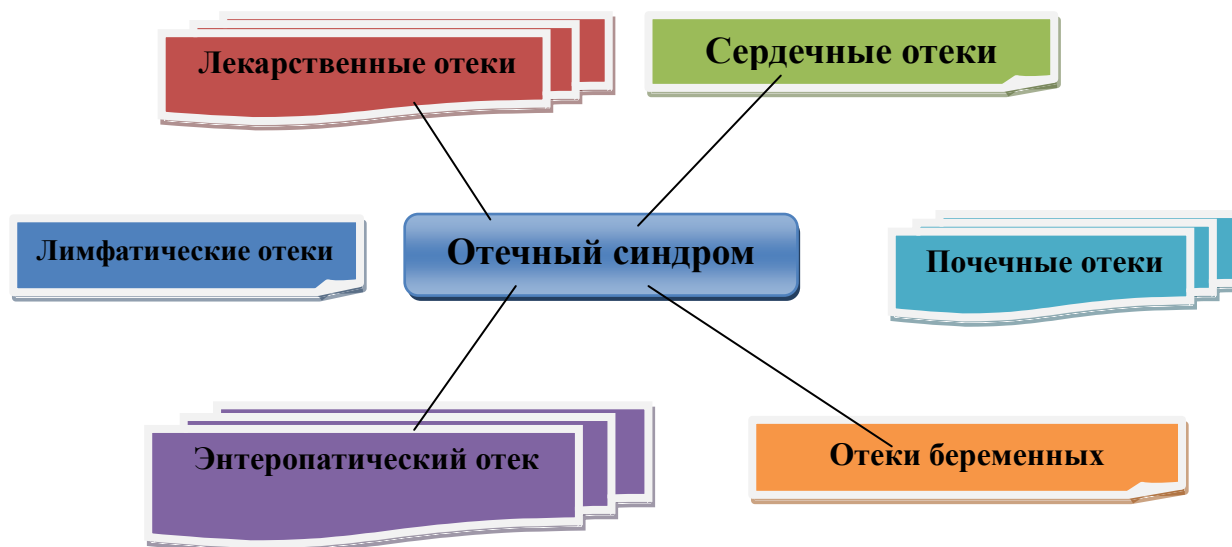 Лекарственные отеки
Сердечные отеки
Лимфатические отеки
Отечный синдром
Почечные отеки
Энтеропатический отек
Отеки беременных